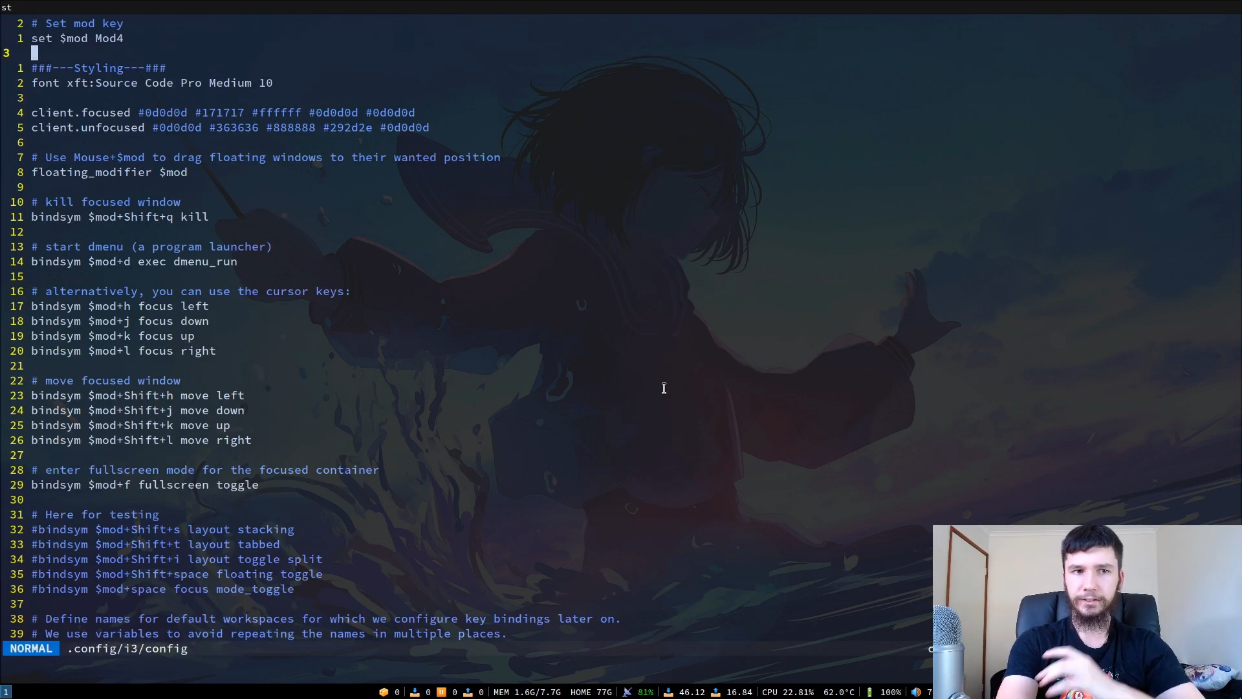 st
2 # Set mod key
1 set $mod Mod4
3
1 ###---Styling---###
2 font xft:Source Code Pro Medium 10
3
4 client.focused #0d0d0d #171717 #ffffff #0d0d0d #0d0d0d
5 client.unfocused #0d0d0d #363636 #888888 #292d2e #0d0d0d
6
7 # Use Mouse+$mod to drag floating windows to their wanted position
8 floating_modifier $mod
9
10 # kill focused window
11 bindsym $mod+Shift+q kill
12
13 # start dmenu (a program launcher)
14 bindsym $mod+d exec dmenu_run
15
16 # alternatively, you can use the cursor keys:
17 bindsym $mod+h focus left
18 bindsym $mod+j focus down
19 bindsym $mod+k focus up
20 bindsym $mod+l focus right
21
22 # move focused window
23 bindsym $mod+Shift+h move left
24 bindsym $mod+Shift+j move down
25 bindsym $mod+Shift+k move up
26 bindsym $mod+Shift+l move right
27
28 # enter fullscreen mode for the focused container
29 bindsym $mod+f fullscreen toggle
30
31 # Here for testing
32 #bindsym $mod+Shift+s layout stacking
33 #bindsym $mod+Shift+t layout tabbed
34 #bindsym $mod+Shift+i layout toggle split
35 #bindsym $mod+Shift+space floating toggle
36 #bindsym $mod+space focus mode_toggle
37
38 # Define names for default workspaces for which we configure key bindings later on.
39 # We use variables to avoid repeating the names in multiple places.
NORMAL .config/i3/config
1 0 0 0 0 MEM 1.6G/7.7G HOME 77G 81% 46.12 16.84 CPU 22.81% 62.0°C 100% 7